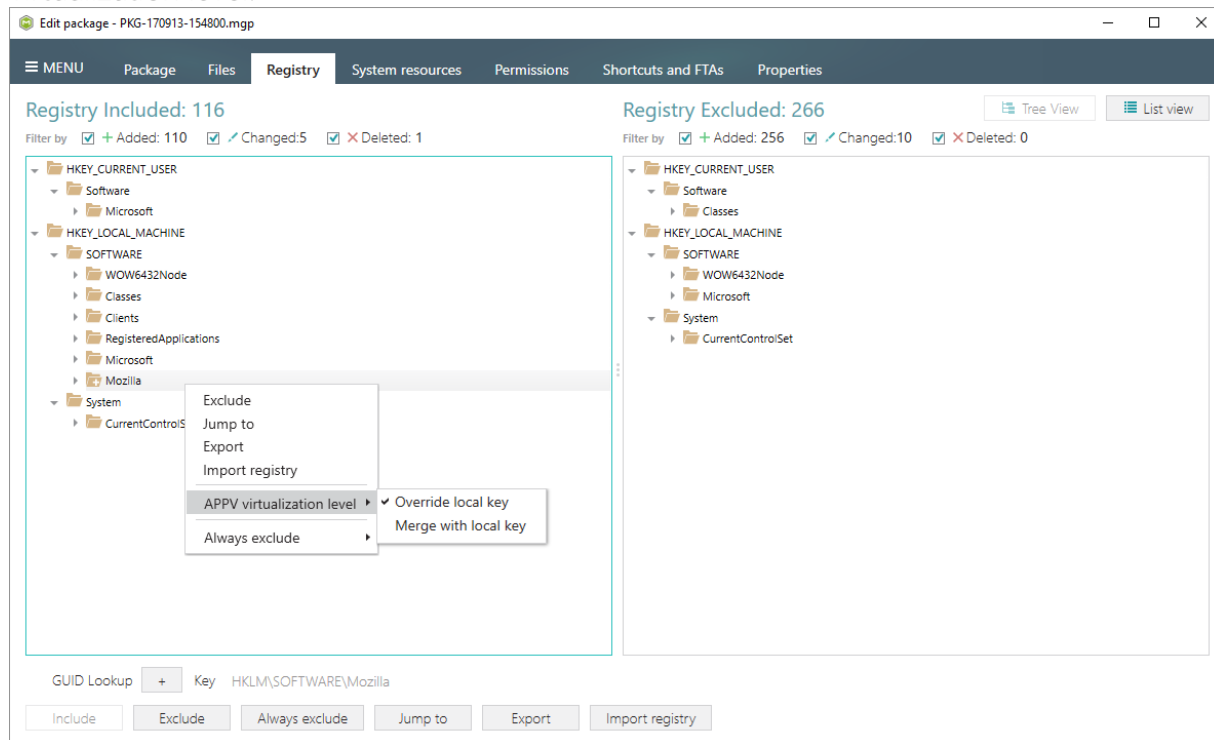 Edit package - PKG-170913-154800.mgp
MENU Package Files Registry System resources Permissions Shortcuts and FTAs Properties
Registry Included: 116
Filter by + Added: 110 Changed:5 Deleted: 1
HKEY_CURRENT_USER
Software
Microsoft
HKEY_LOCAL_MACHINE
SOFTWARE
WOW6432Node
Classes
Clients
RegisteredApplications
Microsoft
Mozilla
System
CurrentControlS
Exclude
Jump to
Export
Import registry
APPV virtualization level
Always exclude
Override local key
Merge with local key
Registry Excluded: 266
Tree View List view
Filter by + Added: 256 Changed:10 Deleted: 0
HKEY_CURRENT_USER
Software
Classes
HKEY_LOCAL_MACHINE
SOFTWARE
WOW6432Node
Microsoft
System
CurrentControlSet
GUID Lookup + Key HKLM\SOFTWARE\Mozilla
Include Exclude Always exclude Jump to Export Import registry